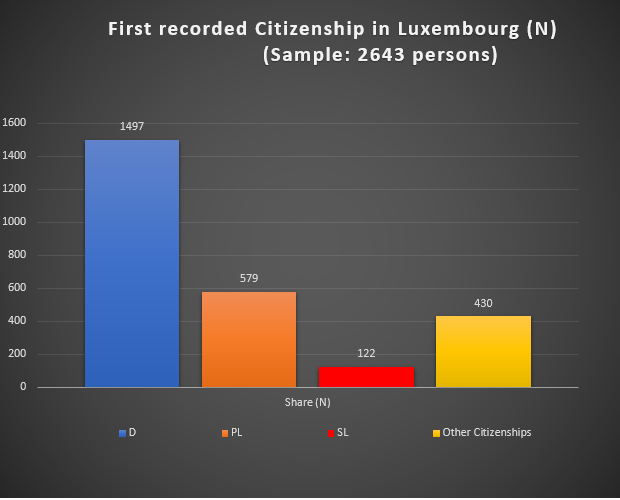 First recorded Citizenship in Luxembourg (N)
(Sample: 2643 persons)
1600
1400
1200
1000
800
600
400
200
0
1497
579
122
430
Share (N)
D
PL
SL
Other Citizenships